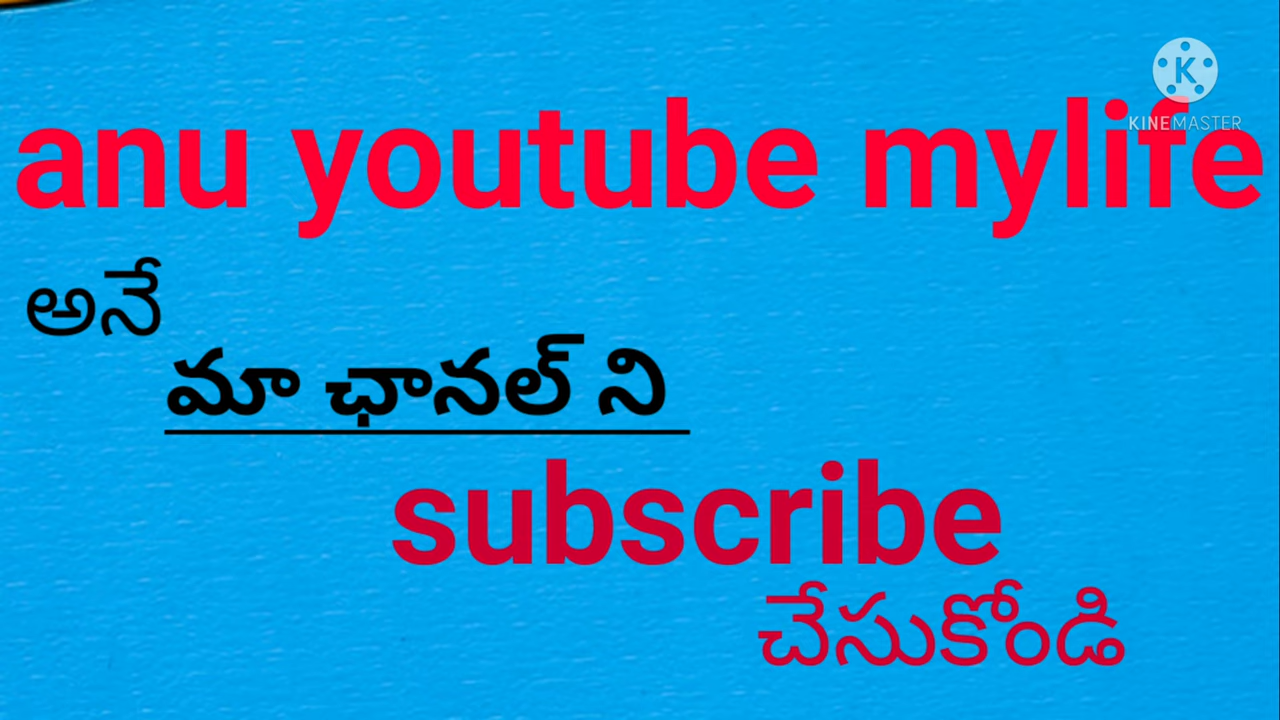 KINEMASTER
anu youtube mylife
అనే
మా ఛానల్ ని
subscribe
చేసుకోండి